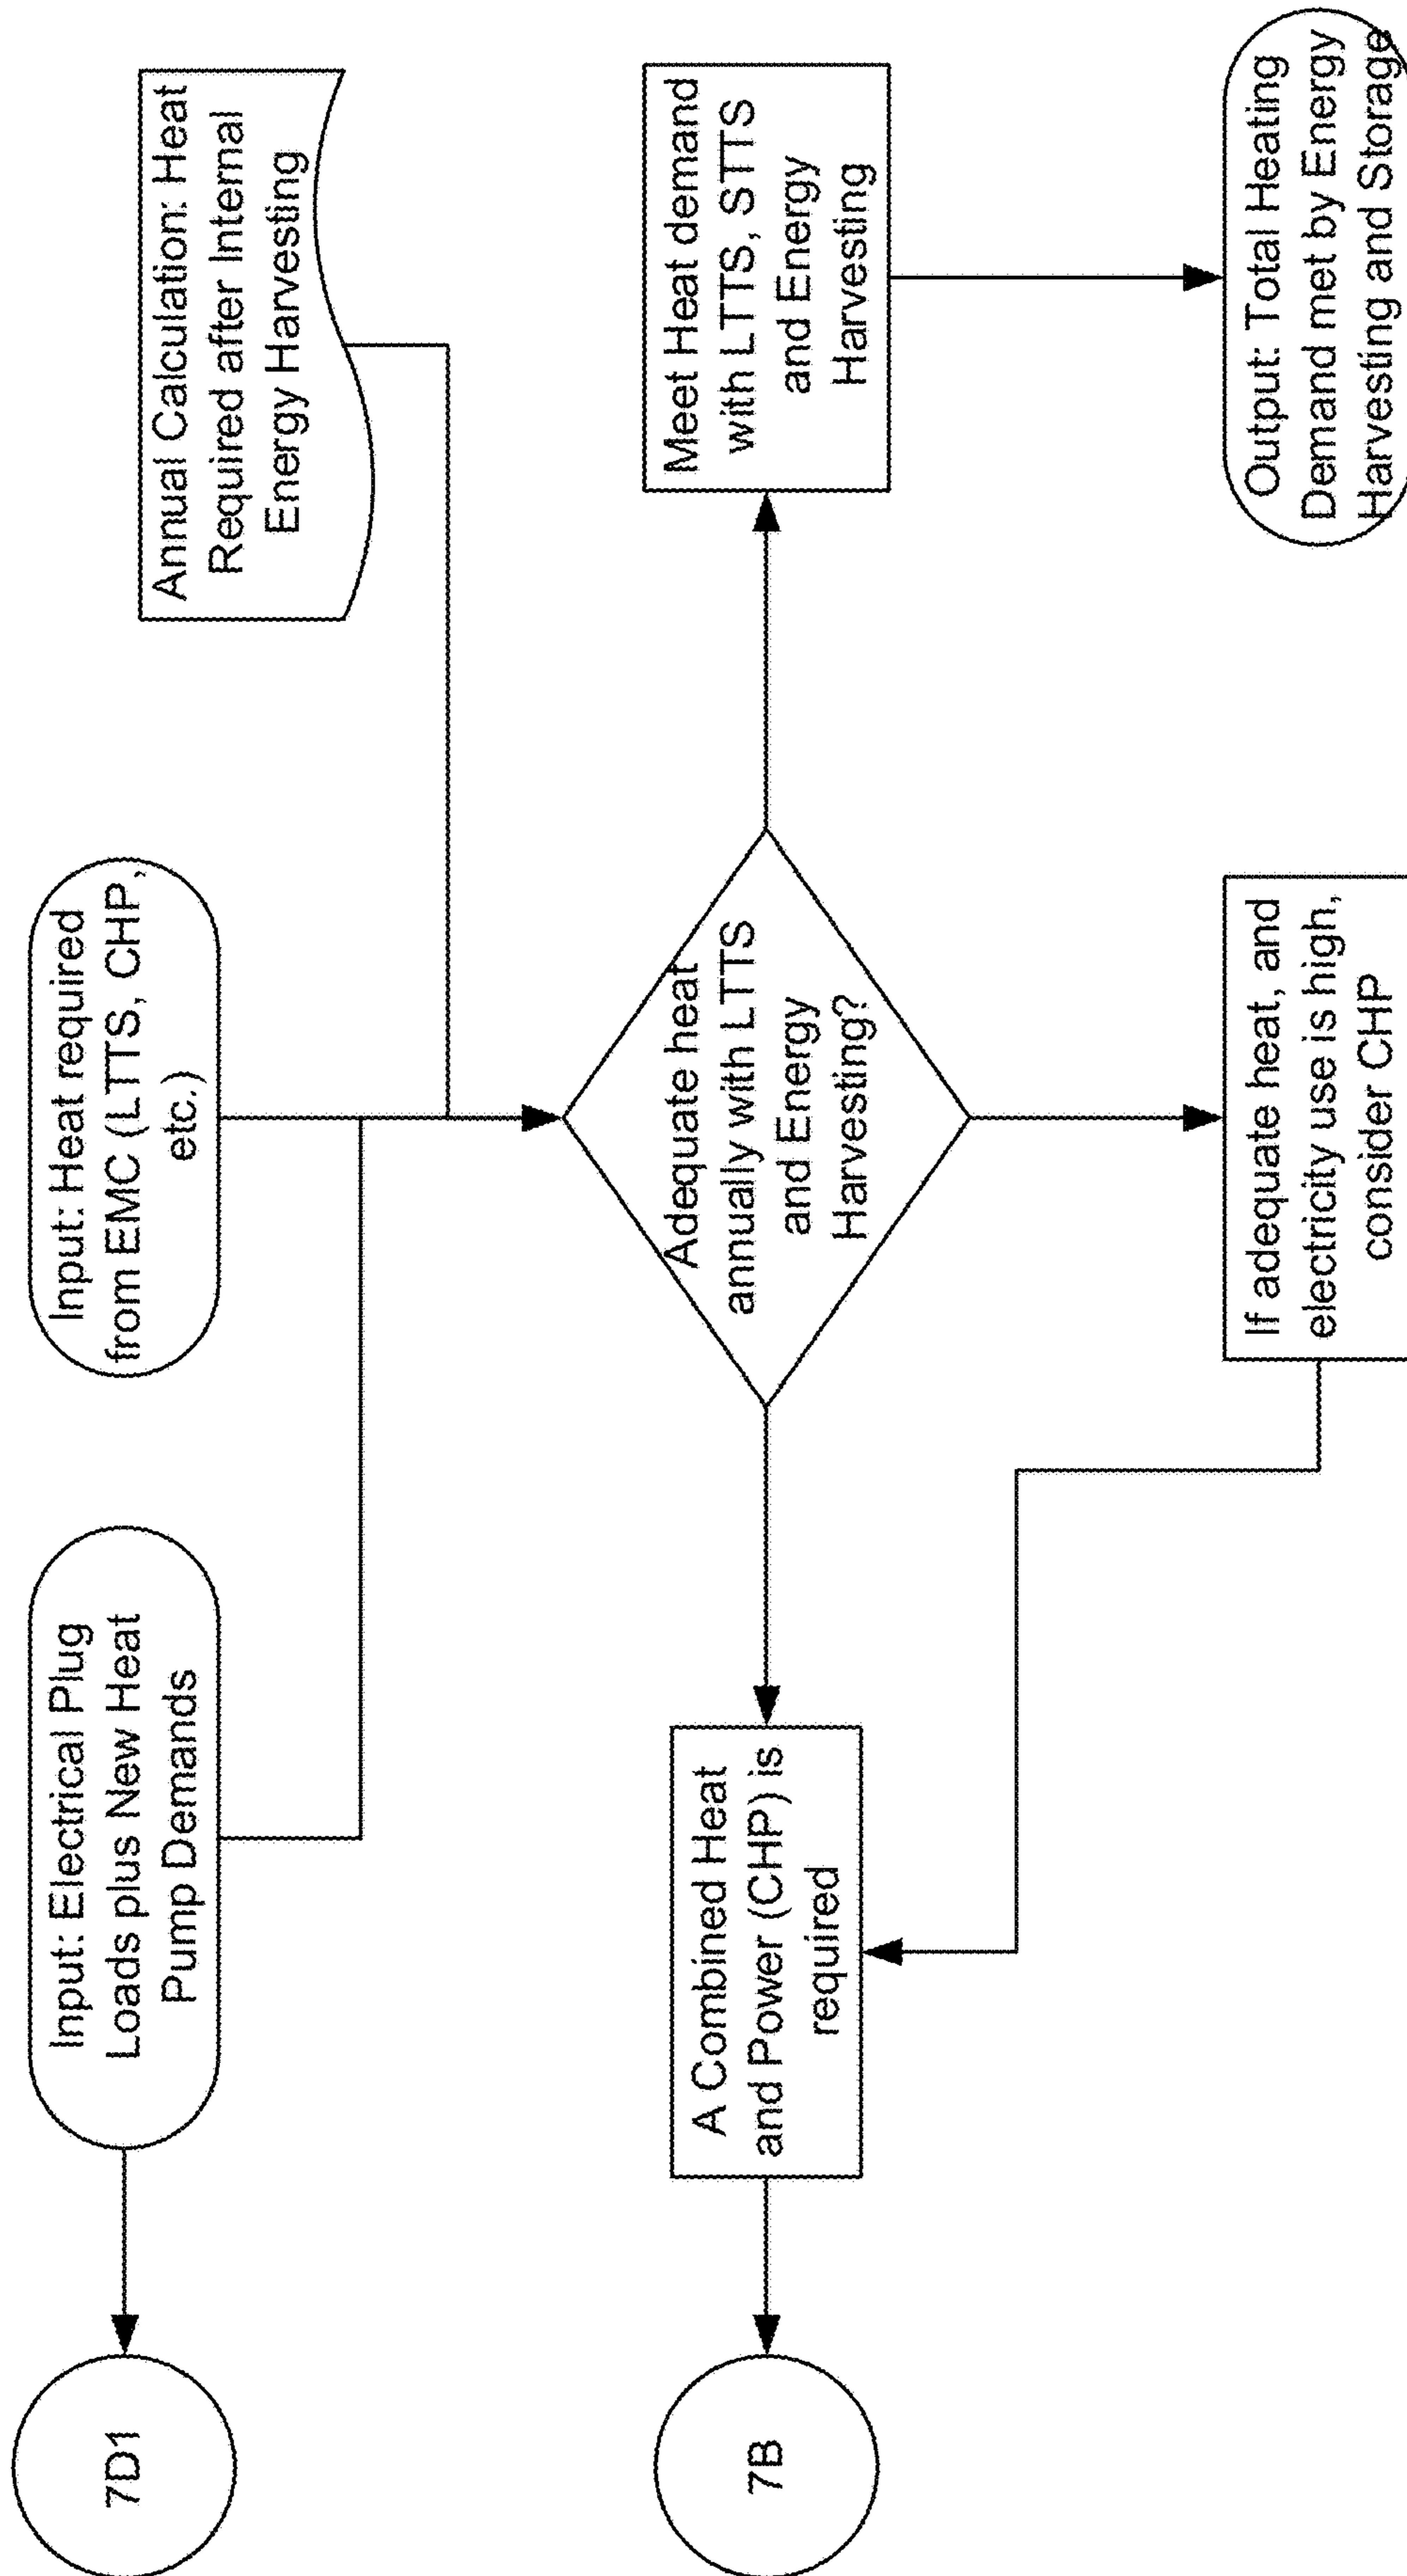 7D1
Input: Electrical Plug
Loads plus New Heat
Pump Demands
Input: Heat required
from EMC (LTTS, CHP,
etc.)
Annual Calculation: Heat
Required after Internal
Energy Harvesting
7B
A Combined Heat
and Power (CHP) is
required
Adequate heat
annually with LTTS
and Energy
Harvesting?
Meet Heat demand
with LTTS, STTS
and Energy
Harvesting
If adequate heat, and
electricity use is high,
consider CHP
Output: Total Heating
Demand met by Energy
Harvesting and Storage